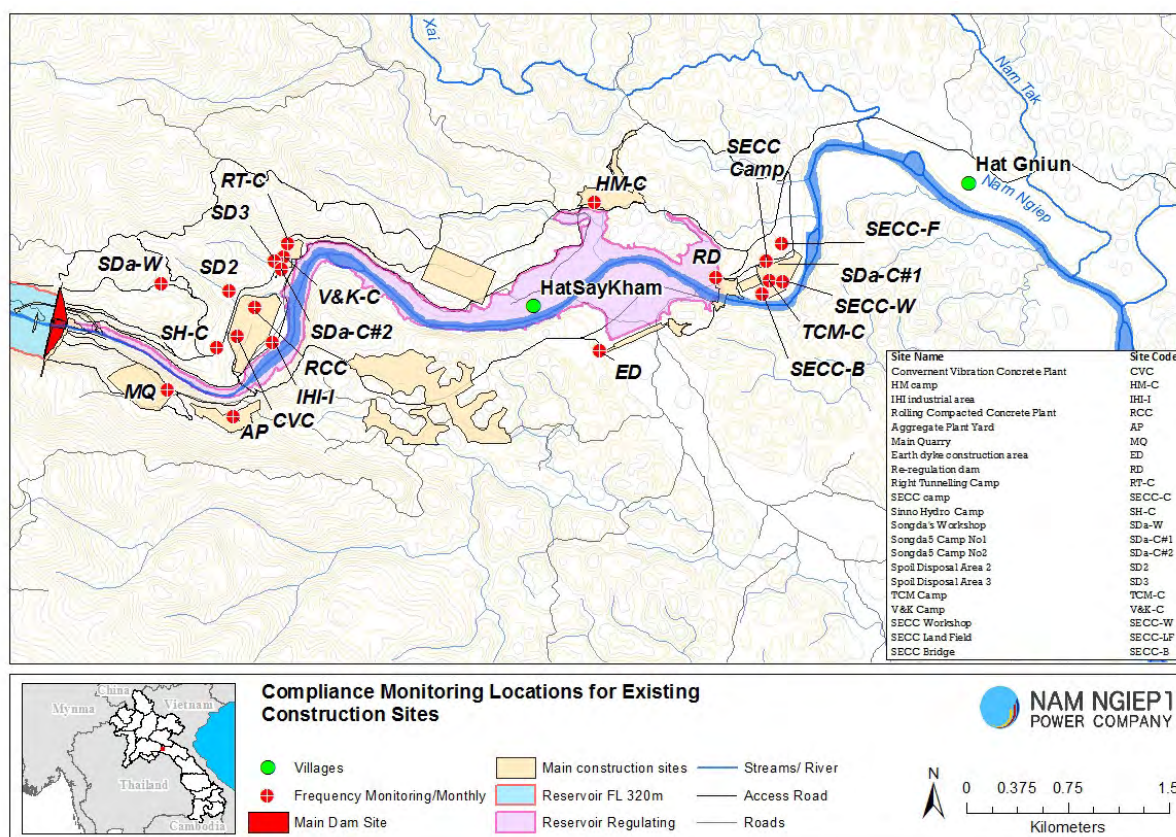 Xai
Nam Tak
SECC
Camp
Hat Gniun
RT-C
HM-C
Nam Ngiep
SD3
SECC-F
SDa-W
SD2
RD
SDa-C#1
HatSayKham
V&K-C
SECC-W
SH-C
SDa-C#2
TCM-C
RCC
SECC-B
MQ
IHI-I
ED
CVC
AP
Site Name Site Code
Convernent Vibration Concrete Plant CVC
HM camp HM-C
IHI industrial area IHI-I
Rolling Compacted Concrete Plant RCC
Aggregate Plant Yard AP
Main Quarry MQ
Earth dyke construction area ED
Re-regulation dam RD
Right Tunnelling Camp RT-C
SECC camp SECC-C
Sinno Hydro Camp SH-C
Songda's Workshop SDa-W
Songda5 Camp No1 SDa-C#1
Songda5 Camp No2 SDa-C#2
Spoil Disposal Area 2 SD2
Spoil Disposal Area 3 SD3
TCM Camp TCM-C
V&K Camp V&K-C
SECC Workshop SECC-W
SECC Land Field SECC-LF
SECC Bridge SECC-B
China
Mynma
Vietnam
Thailand
Cambodia
Compliance Monitoring Locations for Existing
Construction Sites
Villages
Frequency Monitoring/Monthly
Main Dam Site
Main construction sites
Reservoir FL 320m
Reservoir Regulating
Streams/ River
Access Road
Roads
NAM NGIEP1
POWER COMPANY
N
0 0.375 0.75 1.5
Kilometers